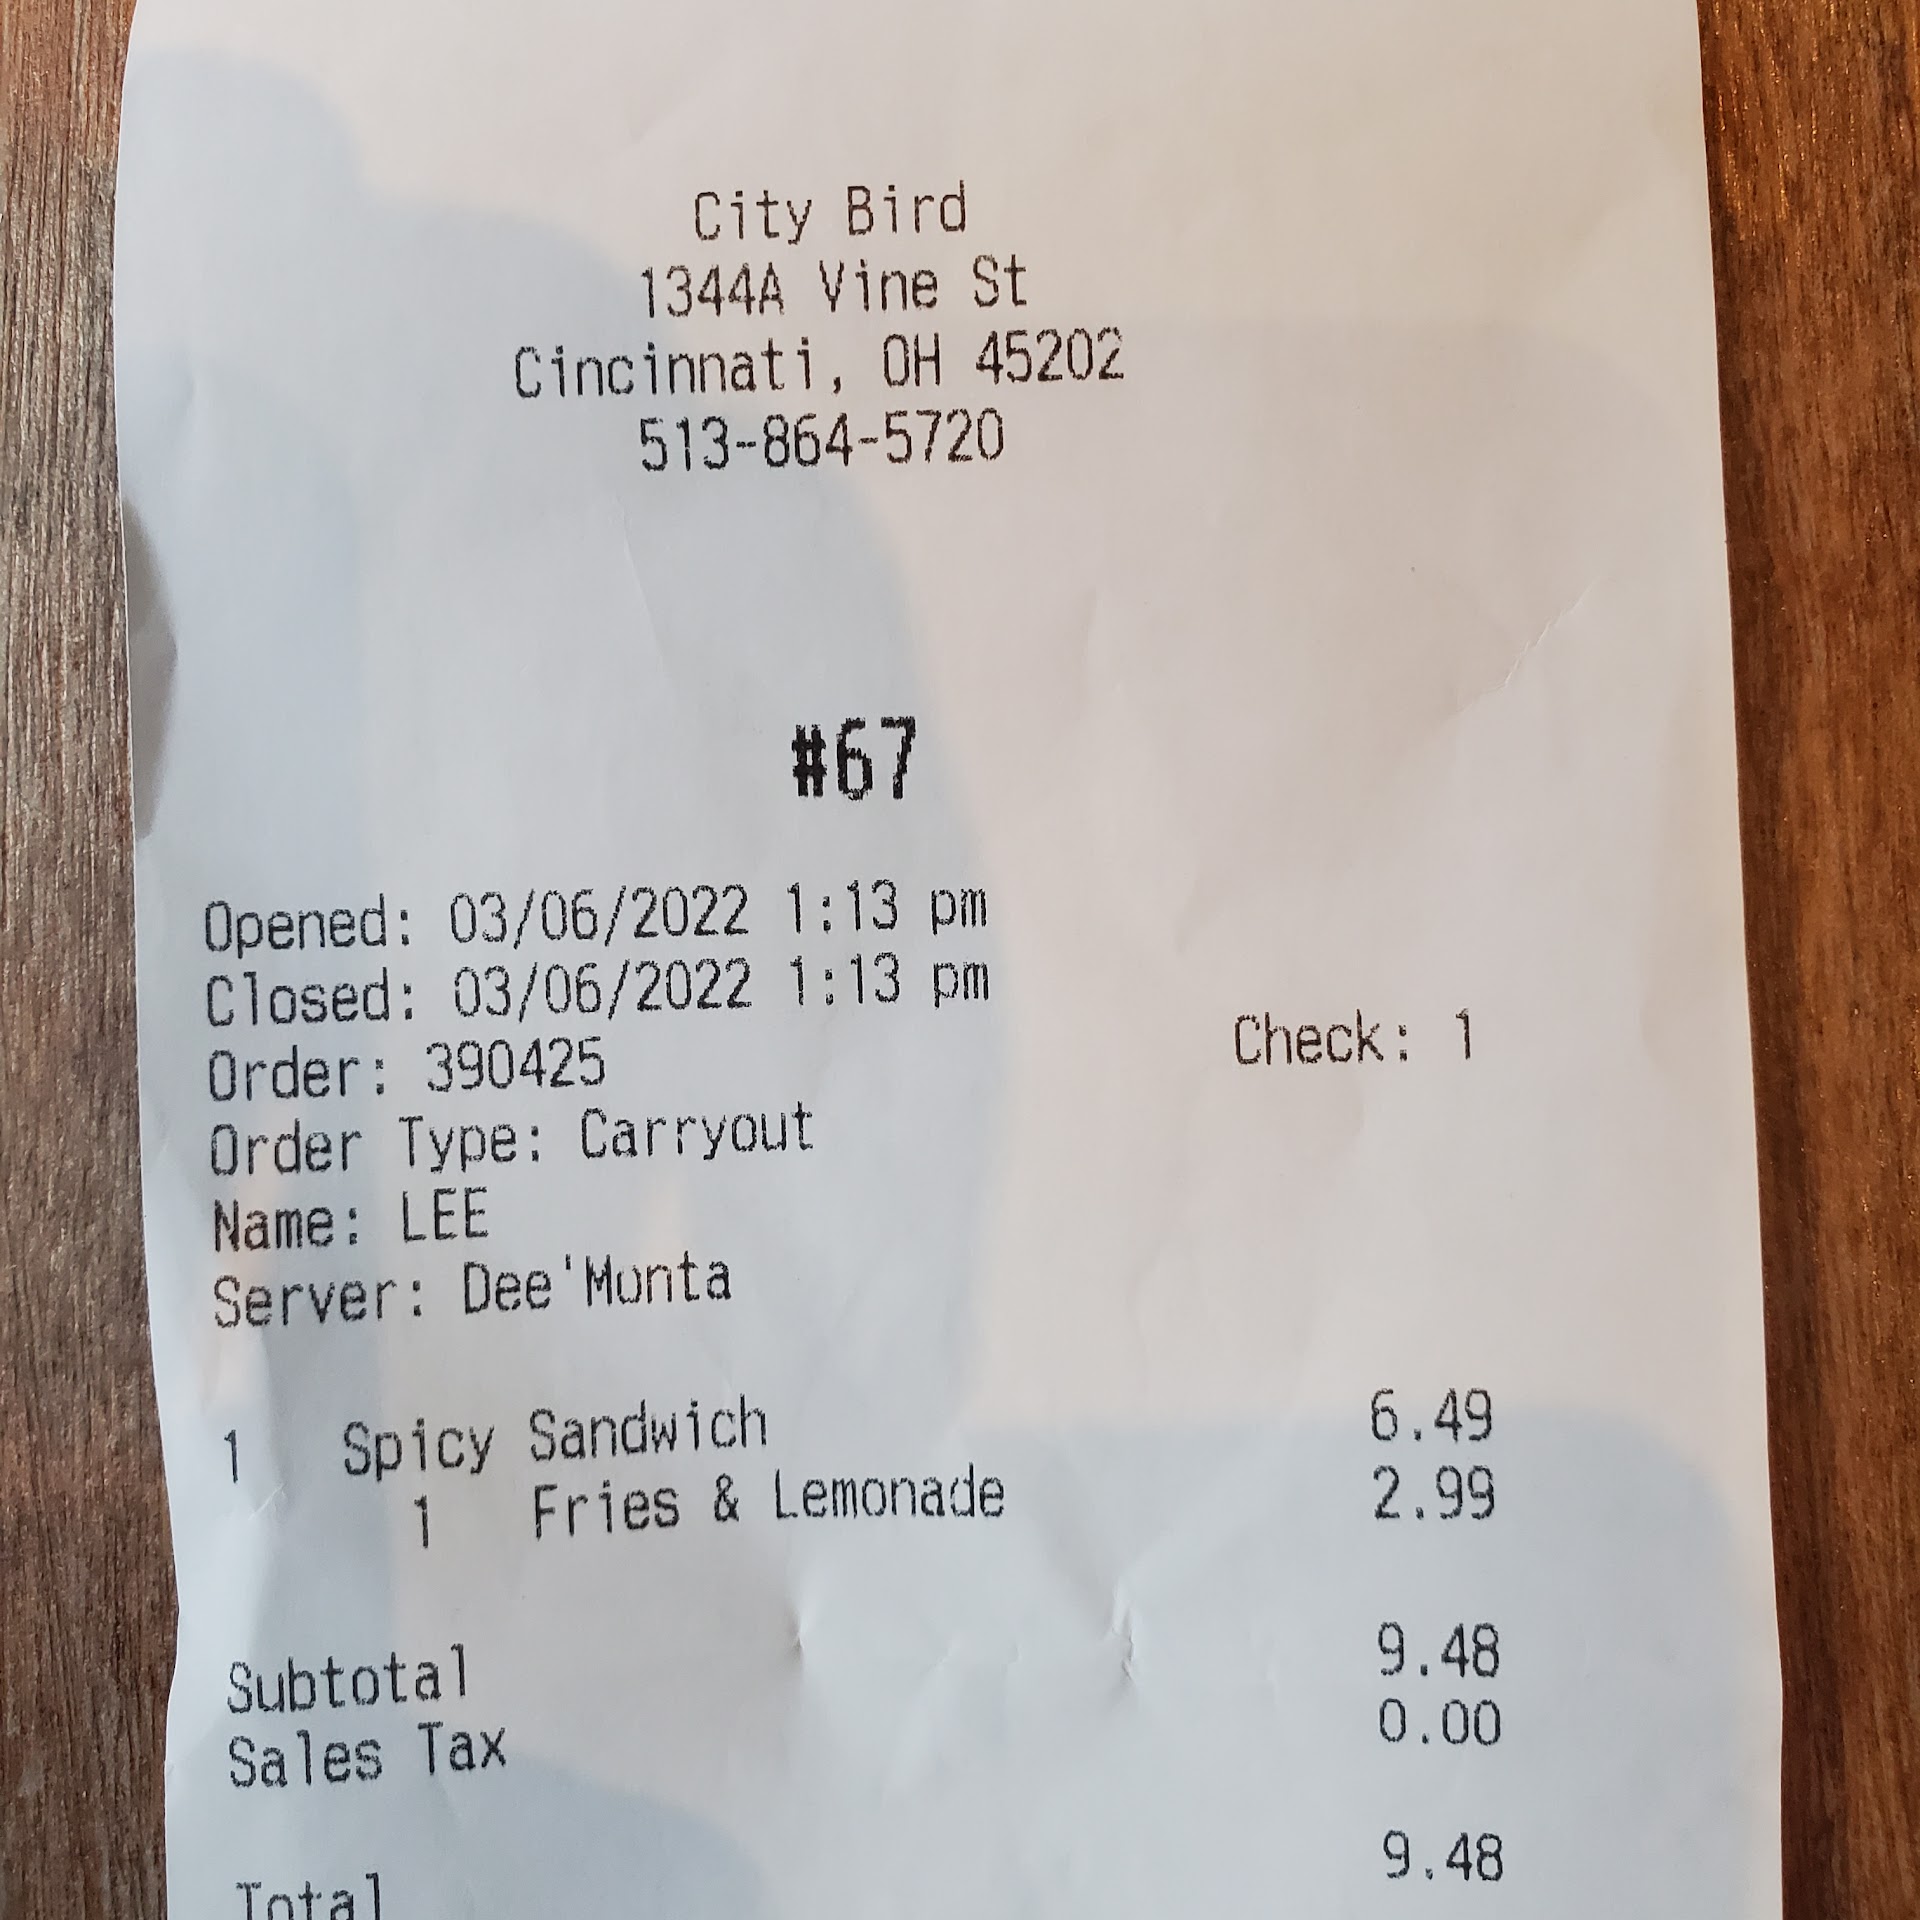 City Bird
1344A Vine St
Cincinnati, OH 45202
513-864-5720
#67
Opened: 03/06/2022 1:13 pm
Closed: 03/06/2022 1:13 pm
Order: 390425 Check: 1
Order Type: Carryout
Name: LEE
Server: Dee'Monta
1 Spicy Sandwich 6.49
1 Fries & Lemonade 2.99
Subtotal 9.48
Sales Tax 0.00
Total 9.48